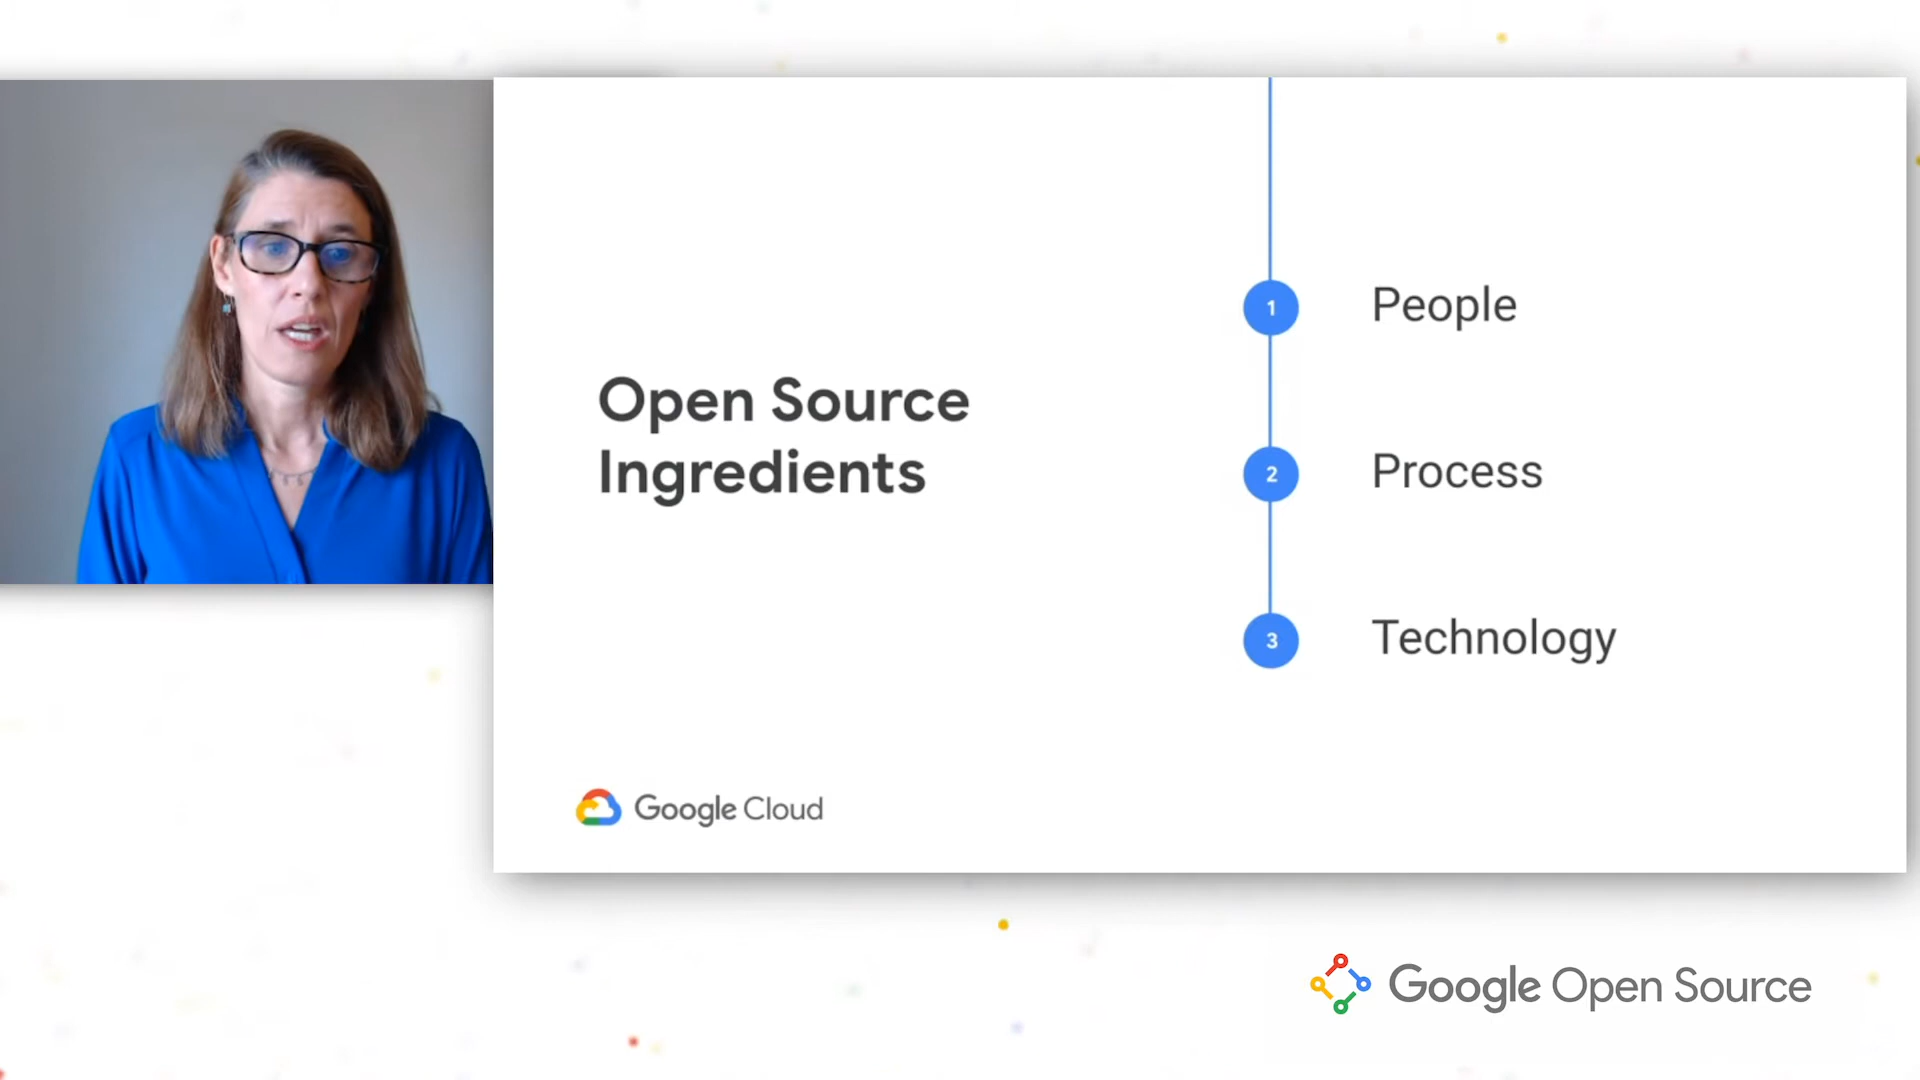 Open Source
Ingredients
1 People
2 Process
3 Technology
Google Cloud
Google Open Source